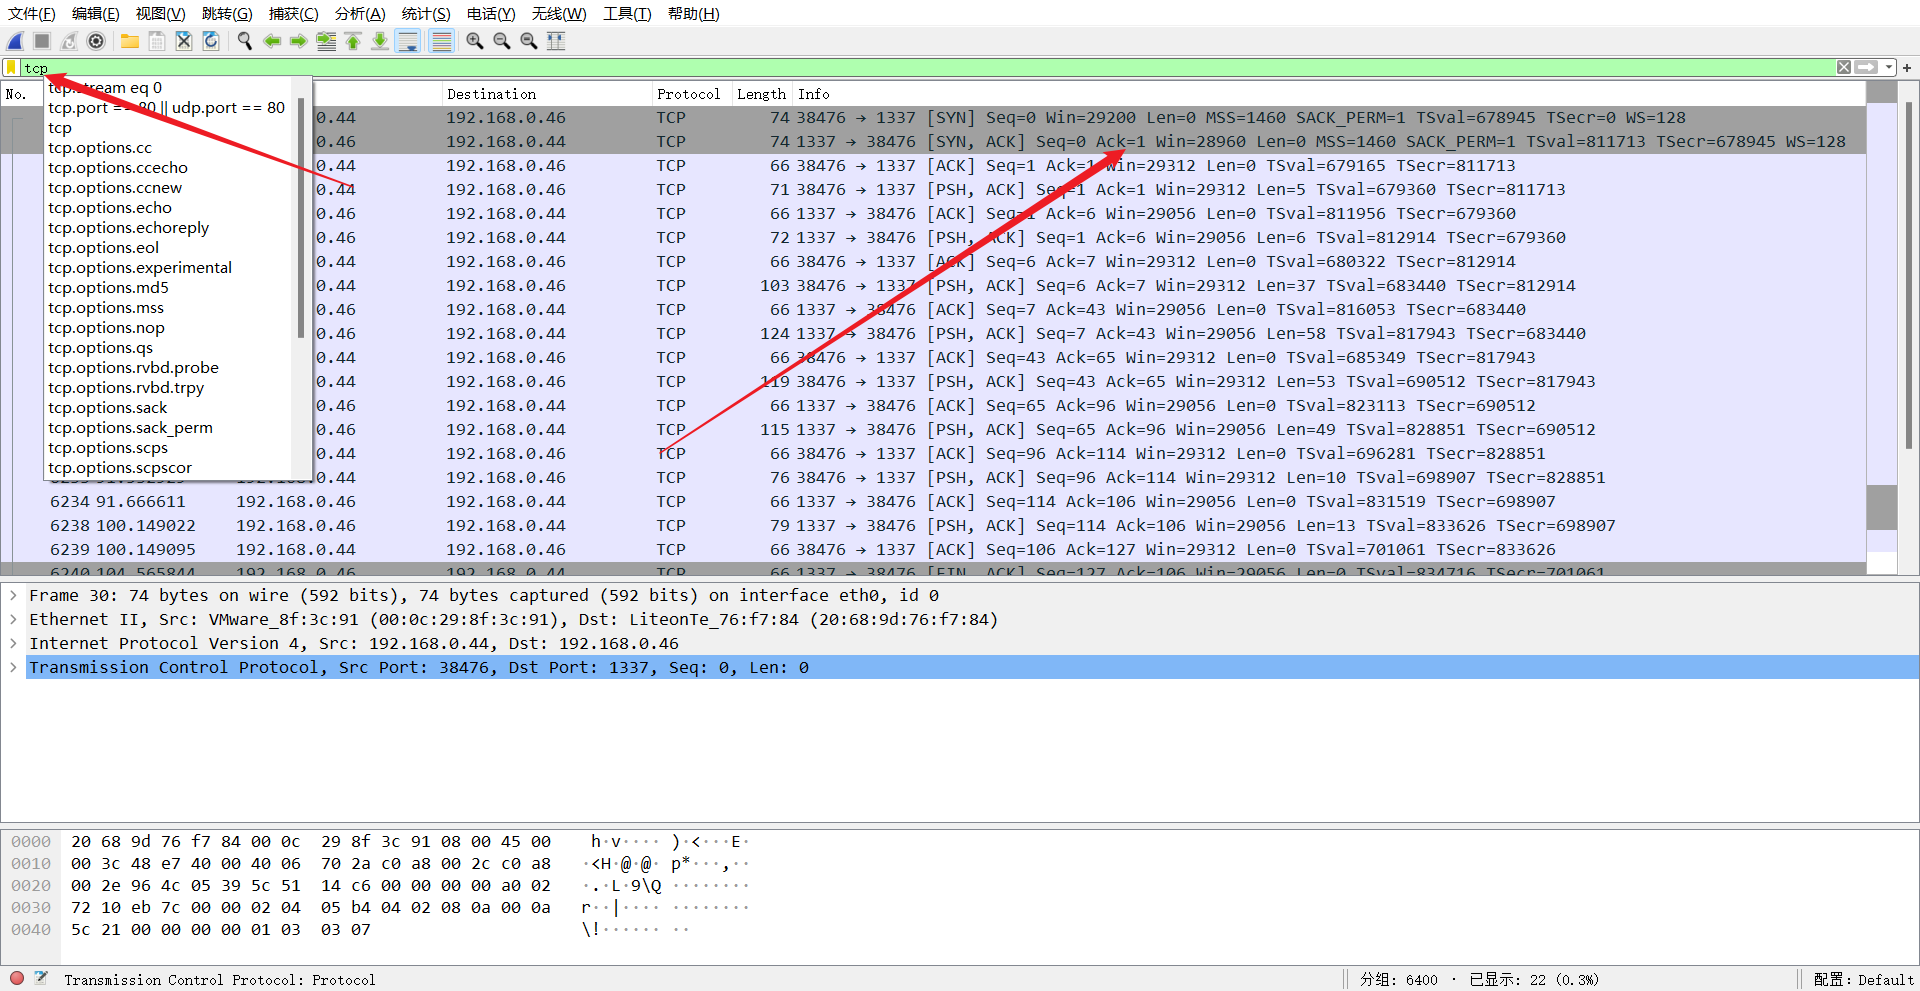 文件(F) 编辑(E) 视图(V) 跳转(G) 捕获(C) 分析(A) 统计(S) 电话(Y) 无线(W) 工具(T) 帮助(H)
tcp
No. Destination Protocol Length Info
tcp.stream eq 0
tcp.port == 80 || udp.port == 80
tcp
tcp.options.cc
tcp.options.ccecho
tcp.options.ccnew
tcp.options.echo
tcp.options.echoreply
tcp.options.eol
tcp.options.experimental
tcp.options.md5
tcp.options.mss
tcp.options.nop
tcp.options.qs
tcp.options.rvbd.probe
tcp.options.rvbd.trpy
tcp.options.sack
tcp.options.sack_perm
tcp.options.scps
tcp.options.scpscor
0.44 192.168.0.46 TCP 74 38476 → 1337 [SYN] Seq=0 Win=29200 Len=0 MSS=1460 SACK_PERM=1 TSval=678945 TSecr=0 WS=128
0.46 192.168.0.44 TCP 74 1337 → 38476 [SYN, ACK] Seq=0 Ack=1 Win=28960 Len=0 MSS=1460 SACK_PERM=1 TSval=811713 TSecr=678945 WS=128
0.44 192.168.0.46 TCP 66 38476 → 1337 [ACK] Seq=1 Ack=1 Win=29312 Len=0 TSval=679165 TSecr=811713
0.44 192.168.0.46 TCP 71 38476 → 1337 [PSH, ACK] Seq=1 Ack=1 Win=29312 Len=5 TSval=679360 TSecr=811713
0.46 192.168.0.44 TCP 66 1337 → 38476 [ACK] Seq=1 Ack=6 Win=29056 Len=0 TSval=811956 TSecr=679360
0.46 192.168.0.44 TCP 72 1337 → 38476 [PSH, ACK] Seq=1 Ack=6 Win=29056 Len=6 TSval=812914 TSecr=679360
0.44 192.168.0.46 TCP 66 38476 → 1337 [ACK] Seq=6 Ack=7 Win=29312 Len=0 TSval=680322 TSecr=812914
0.44 192.168.0.46 TCP 103 38476 → 1337 [PSH, ACK] Seq=6 Ack=7 Win=29312 Len=37 TSval=683440 TSecr=812914
0.46 192.168.0.44 TCP 66 1337 → 38476 [ACK] Seq=7 Ack=43 Win=29056 Len=0 TSval=816053 TSecr=683440
0.46 192.168.0.44 TCP 124 1337 → 38476 [PSH, ACK] Seq=7 Ack=43 Win=29056 Len=58 TSval=817943 TSecr=683440
0.44 192.168.0.46 TCP 66 38476 → 1337 [ACK] Seq=43 Ack=65 Win=29312 Len=0 TSval=685349 TSecr=817943
0.44 192.168.0.46 TCP 119 38476 → 1337 [PSH, ACK] Seq=43 Ack=65 Win=29312 Len=53 TSval=690512 TSecr=817943
0.46 192.168.0.44 TCP 66 1337 → 38476 [ACK] Seq=65 Ack=96 Win=29056 Len=0 TSval=823113 TSecr=690512
0.46 192.168.0.44 TCP 115 1337 → 38476 [PSH, ACK] Seq=65 Ack=96 Win=29056 Len=49 TSval=828851 TSecr=690512
0.44 192.168.0.46 TCP 66 38476 → 1337 [ACK] Seq=96 Ack=114 Win=29312 Len=0 TSval=696281 TSecr=828851
192.168.0.46 TCP 76 38476 → 1337 [PSH, ACK] Seq=96 Ack=114 Win=29312 Len=10 TSval=698907 TSecr=828851
6234 91.666611 192.168.0.46 192.168.0.44 TCP 66 1337 → 38476 [ACK] Seq=114 Ack=106 Win=29056 Len=0 TSval=831519 TSecr=698907
6238 100.149022 192.168.0.46 192.168.0.44 TCP 79 1337 → 38476 [PSH, ACK] Seq=114 Ack=106 Win=29056 Len=13 TSval=833626 TSecr=698907
6239 100.149095 192.168.0.44 192.168.0.46 TCP 66 38476 → 1337 [ACK] Seq=106 Ack=127 Win=29312 Len=0 TSval=701061 TSecr=833626
6240 104.565844 192.168.0.46 192.168.0.44 TCP 66 1337 → 38476 [FIN, ACK] Seq=127 Ack=106 Win=29056 Len=0 TSval=834716 TSecr=701061
Frame 30: 74 bytes on wire (592 bits), 74 bytes captured (592 bits) on interface eth0, id 0
Ethernet II, Src: VMware_8f:3c:91 (00:0c:29:8f:3c:91), Dst: LiteonTe_76:f7:84 (20:68:9d:76:f7:84)
Internet Protocol Version 4, Src: 192.168.0.44, Dst: 192.168.0.46
Transmission Control Protocol, Src Port: 38476, Dst Port: 1337, Seq: 0, Len: 0
0000 20 68 9d 76 f7 84 00 0c 29 8f 3c 91 08 00 45 00 h·v···· )·<···E·
0010 00 3c 48 e7 40 00 40 06 70 2a c0 a8 00 2c c0 a8 ·<H·@·@· p*···,··
0020 00 2e 96 4c 05 39 5c 51 14 c6 00 00 00 00 a0 02 ·.·L·9\Q ········
0030 72 10 eb 7c 00 00 02 04 05 b4 04 02 08 0a 00 0a r··|···· ········
0040 5c 21 00 00 00 00 01 03 03 07 \!······ ··
Transmission Control Protocol: Protocol 分组: 6400 · 已显示: 22 (0.3%) 配置: Default